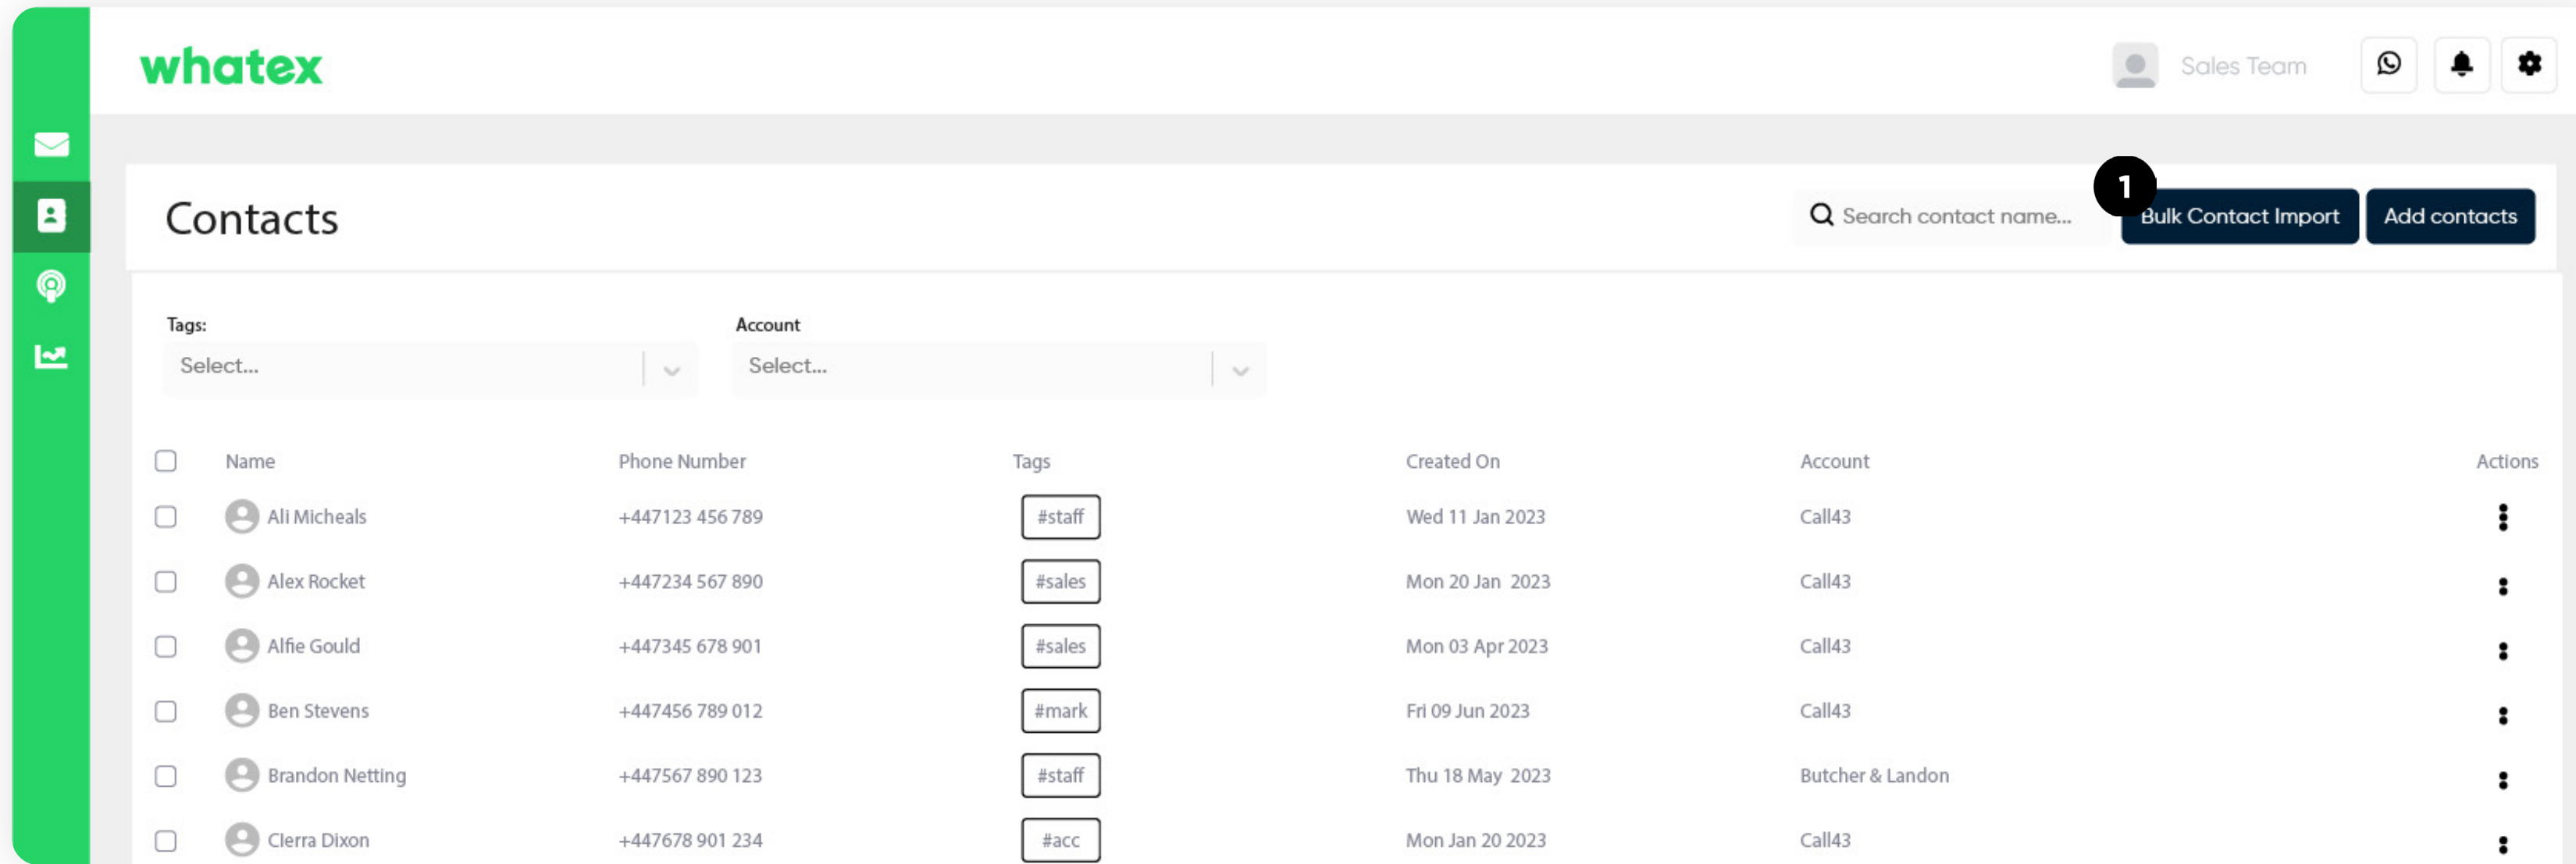 whatex
Sales Team
1
Contacts
Search contact name...
Bulk Contact Import
Add contacts
Tags: Account
Select... Select...
Name Phone Number Tags Created On Account Actions
Ali Micheals +447123 456 789 #staff Wed 11 Jan 2023 Call43
Alex Rocket +447234 567 890 #sales Mon 20 Jan 2023 Call43
Alfie Gould +447345 678 901 #sales Mon 03 Apr 2023 Call43
Ben Stevens +447456 789 012 #mark Fri 09 Jun 2023 Call43
Brandon Netting +447567 890 123 #staff Thu 18 May 2023 Butcher & Landon
CIerra Dixon +447678 901 234 #acc Mon Jan 20 2023 Call43